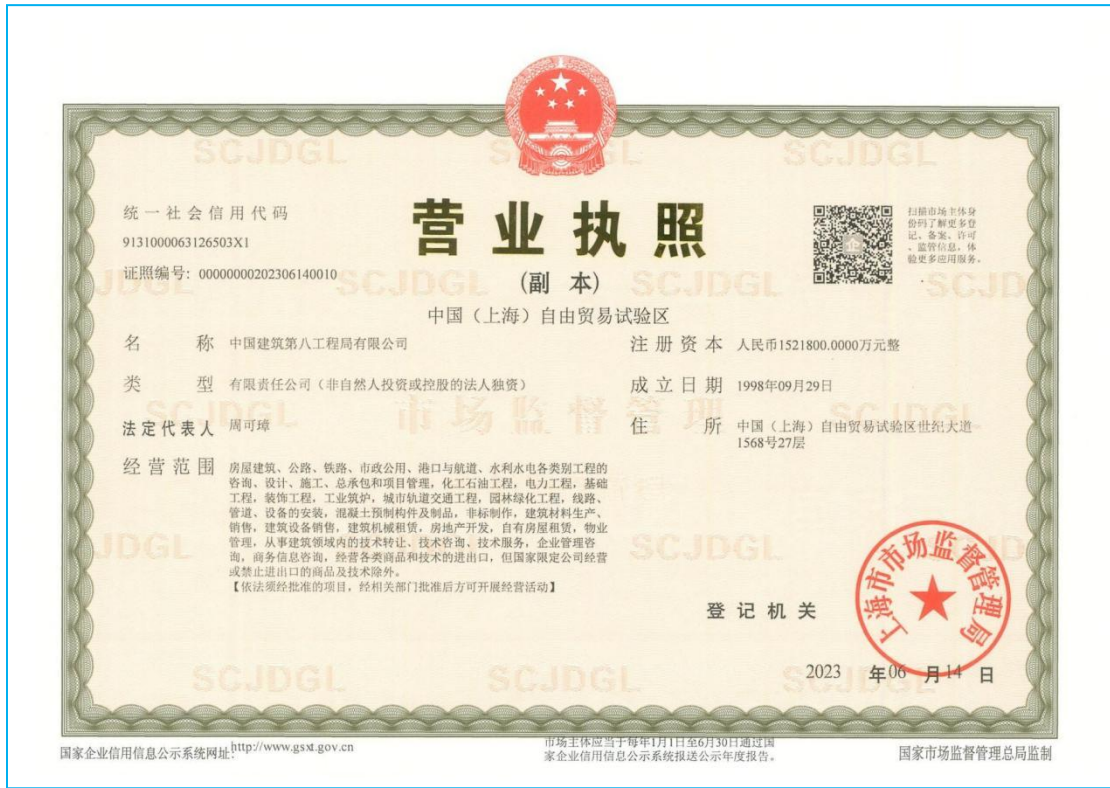 统一社会信用代码
9131000063126503X1
证照编号：00000000202306140010
营业执照
(副 本)
中国（上海）自由贸易试验区
扫描市场主体身
份码了解更多登
记、备案、许可
、监管信息，体
验更多应用服务。
名 称 中国建筑第八工程局有限公司
类 型 有限责任公司（非自然人投资或控股的法人独资）
法定代表人 周可璋
经营范围 房屋建筑、公路、铁路、市政公用、港口与航道、水利水电各类别工程的
咨询、设计、施工、总承包和项目管理，化工石油工程，电力工程，基础
工程，装饰工程，工业筑炉，城市轨道交通工程，园林绿化工程，线路、
管道、设备的安装，混凝土预制构件及制品，非标制作，建筑材料生产、
销售，建筑设备销售，建筑机械租赁，房地产开发，自有房屋租赁，物业
管理，从事建筑领域内的技术转让、技术咨询、技术服务，企业管理咨
询，商务信息咨询，经营各类商品和技术的进出口，但国家限定公司经营
或禁止进出口的商品及技术除外。
【依法须经批准的项目，经相关部门批准后方可开展经营活动】
注册资本 人民币1521800.0000万元整
成立日期 1998年09月29日
住 所 中国（上海）自由贸易试验区世纪大道
1568号27层
登记机关
上海市市场监督管理局
2023 年06 月14 日
SCJDGL
市场监督管理
国家企业信用信息公示系统网址：http://www.gsxt.gov.cn
市场主体应当于每年1月1日至6月30日通过国
家企业信用信息公示系统报送公示年度报告。
国家市场监督管理总局监制